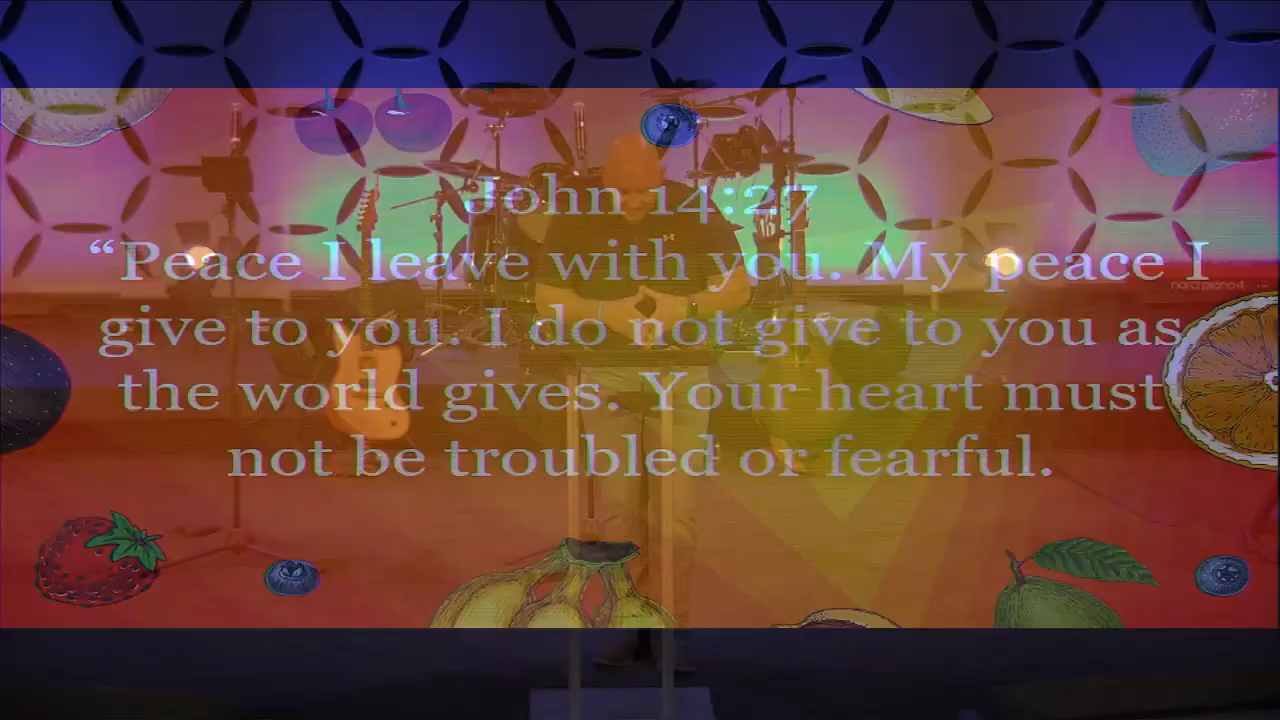 John 14:27
“Peace I leave with you. My peace I
give to you. I do not give to you as
the world gives. Your heart must
not be troubled or fearful.